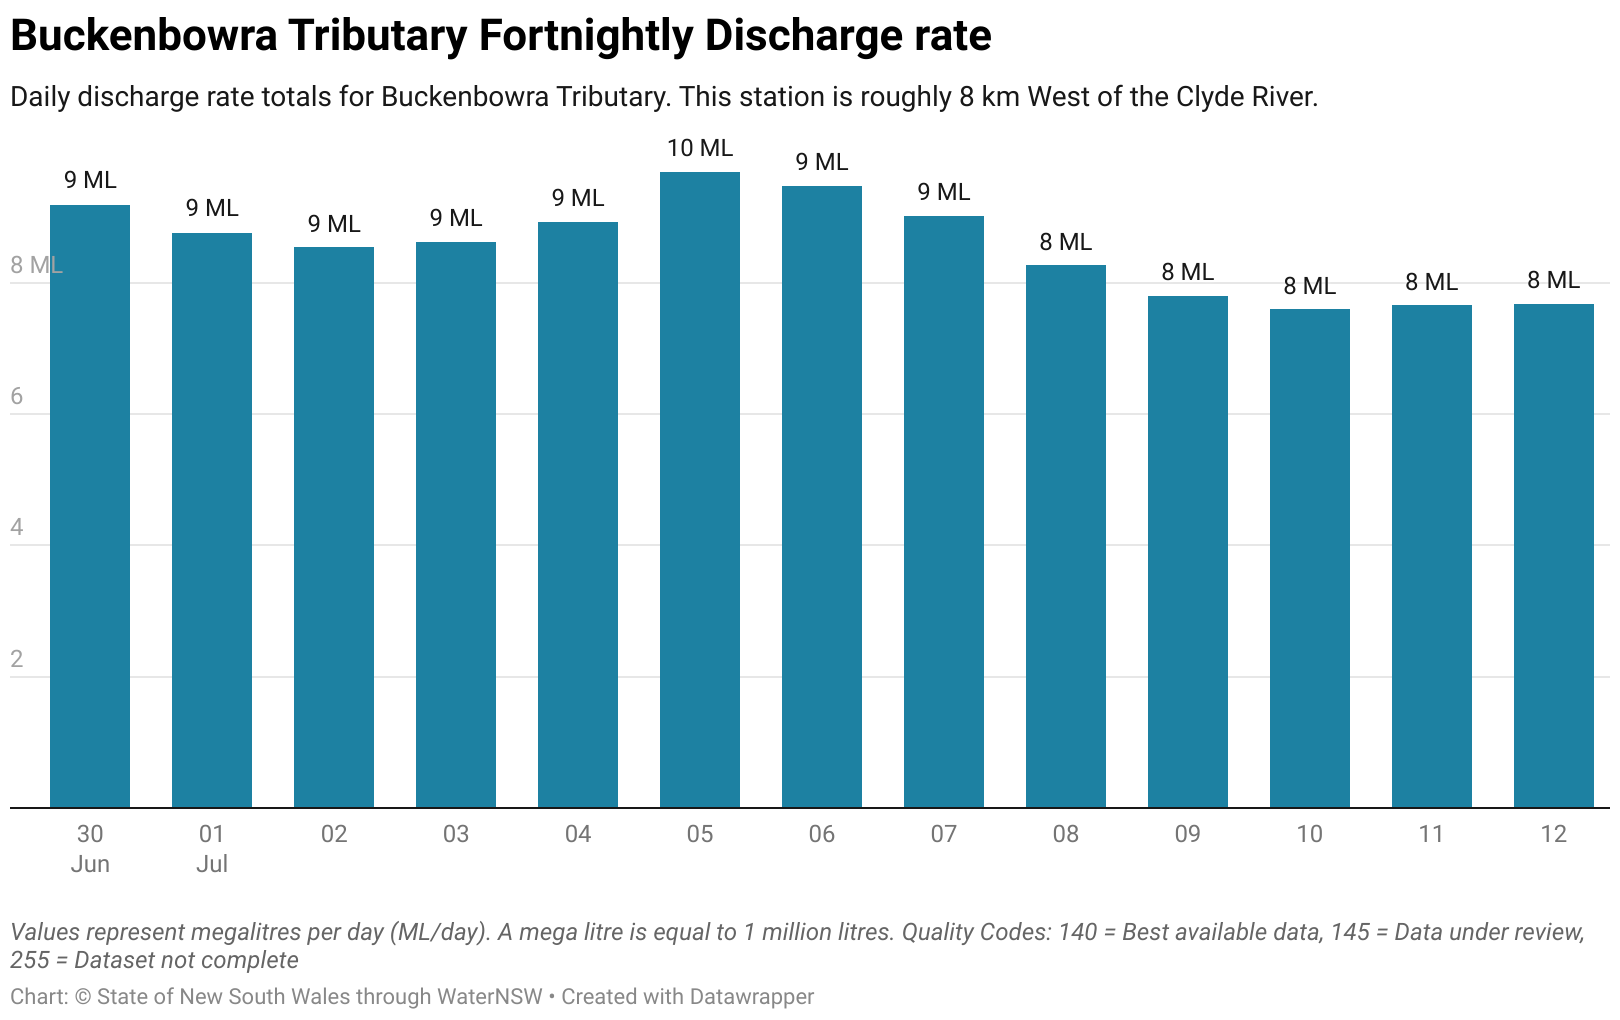 Buckenbowra Tributary Fortnightly Discharge rate
Daily discharge rate totals for Buckenbowra Tributary. This station is roughly 8 km West of the Clyde River.
9 ML
9 ML
9 ML
9 ML
9 ML
10 ML
9 ML
9 ML
8 ML
8 ML
8 ML
8 ML
8 ML
8 ML
6
4
2
30 01 02 03 04 05 06 07 08 09 10 11 12
Jun Jul
Values represent megalitres per day (ML/day). A mega litre is equal to 1 million litres. Quality Codes: 140 = Best available data, 145 = Data under review,
255 = Dataset not complete
Chart: © State of New South Wales through WaterNSW • Created with Datawrapper